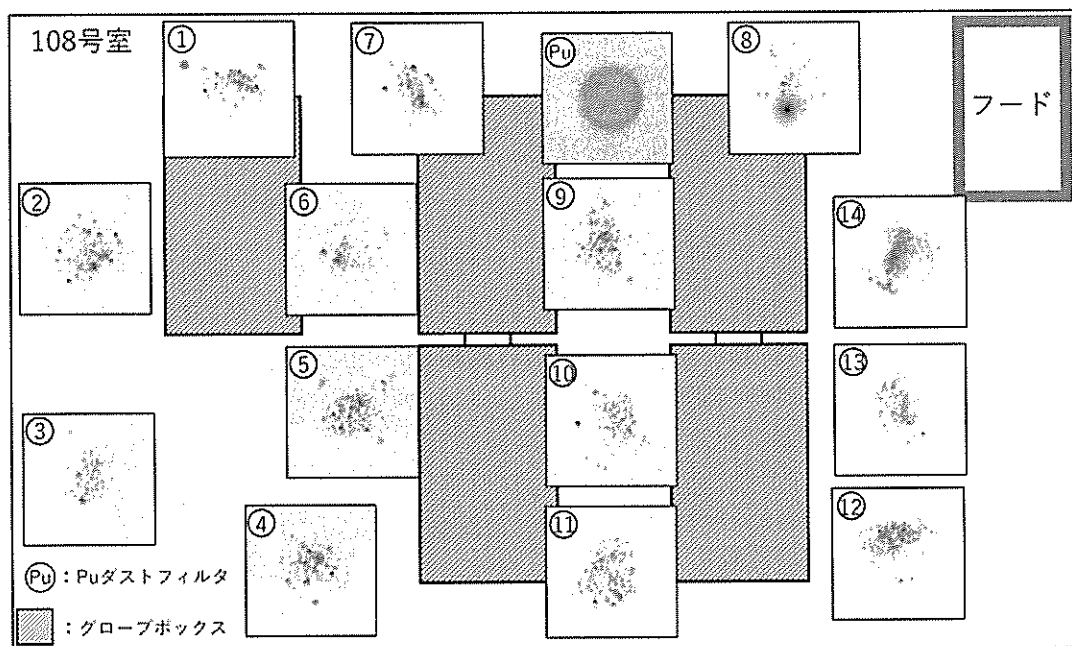 108号室
①
⑦
Pu
⑧
フード
②
⑥
⑨
⑭
⑤
⑩
⑬
③
④
⑪
⑫
Pu：Puダストフィルタ
：グローブボックス